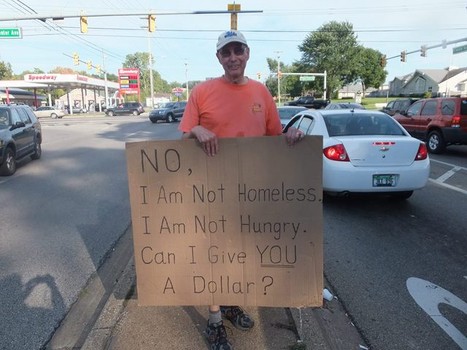 Speedway
NO,
I Am Not Homeless.
I Am Not Hungry.
Can I Give YOU
A Dollar?